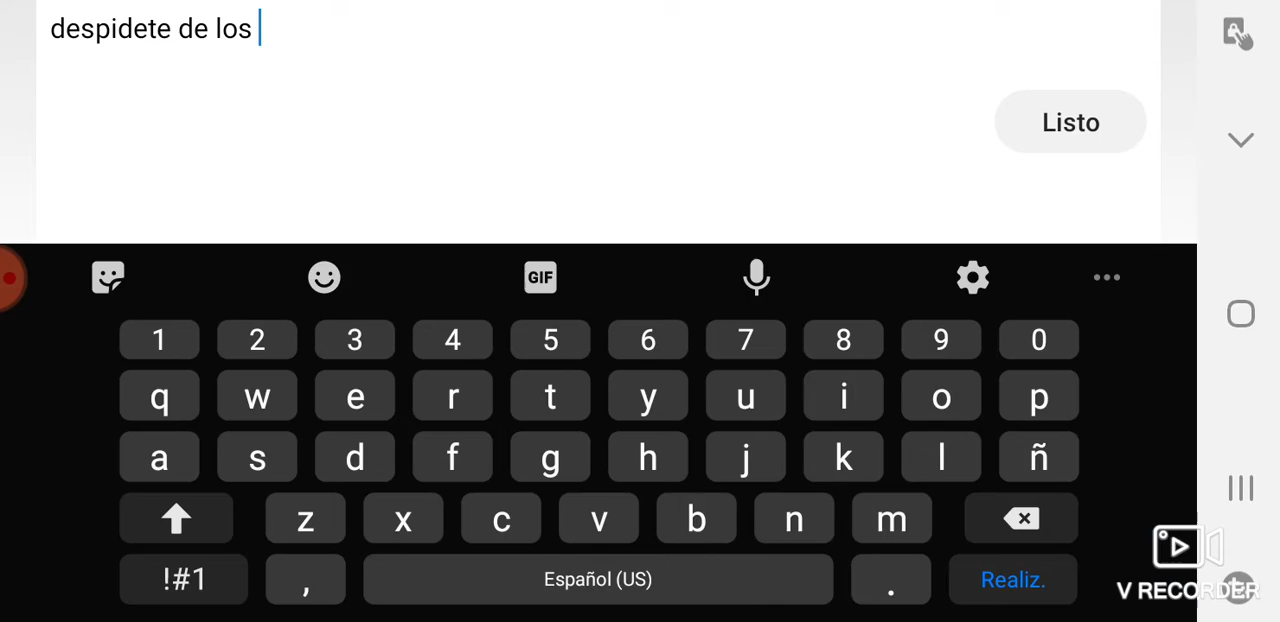 despidete de los
Listo
GIF
1 2 3 4 5 6 7 8 9 0
q w e r t y u i o p
a s d f g h j k l ñ
z x c v b n m
!#1 , Español (US) . Realiz.
V RECORDER